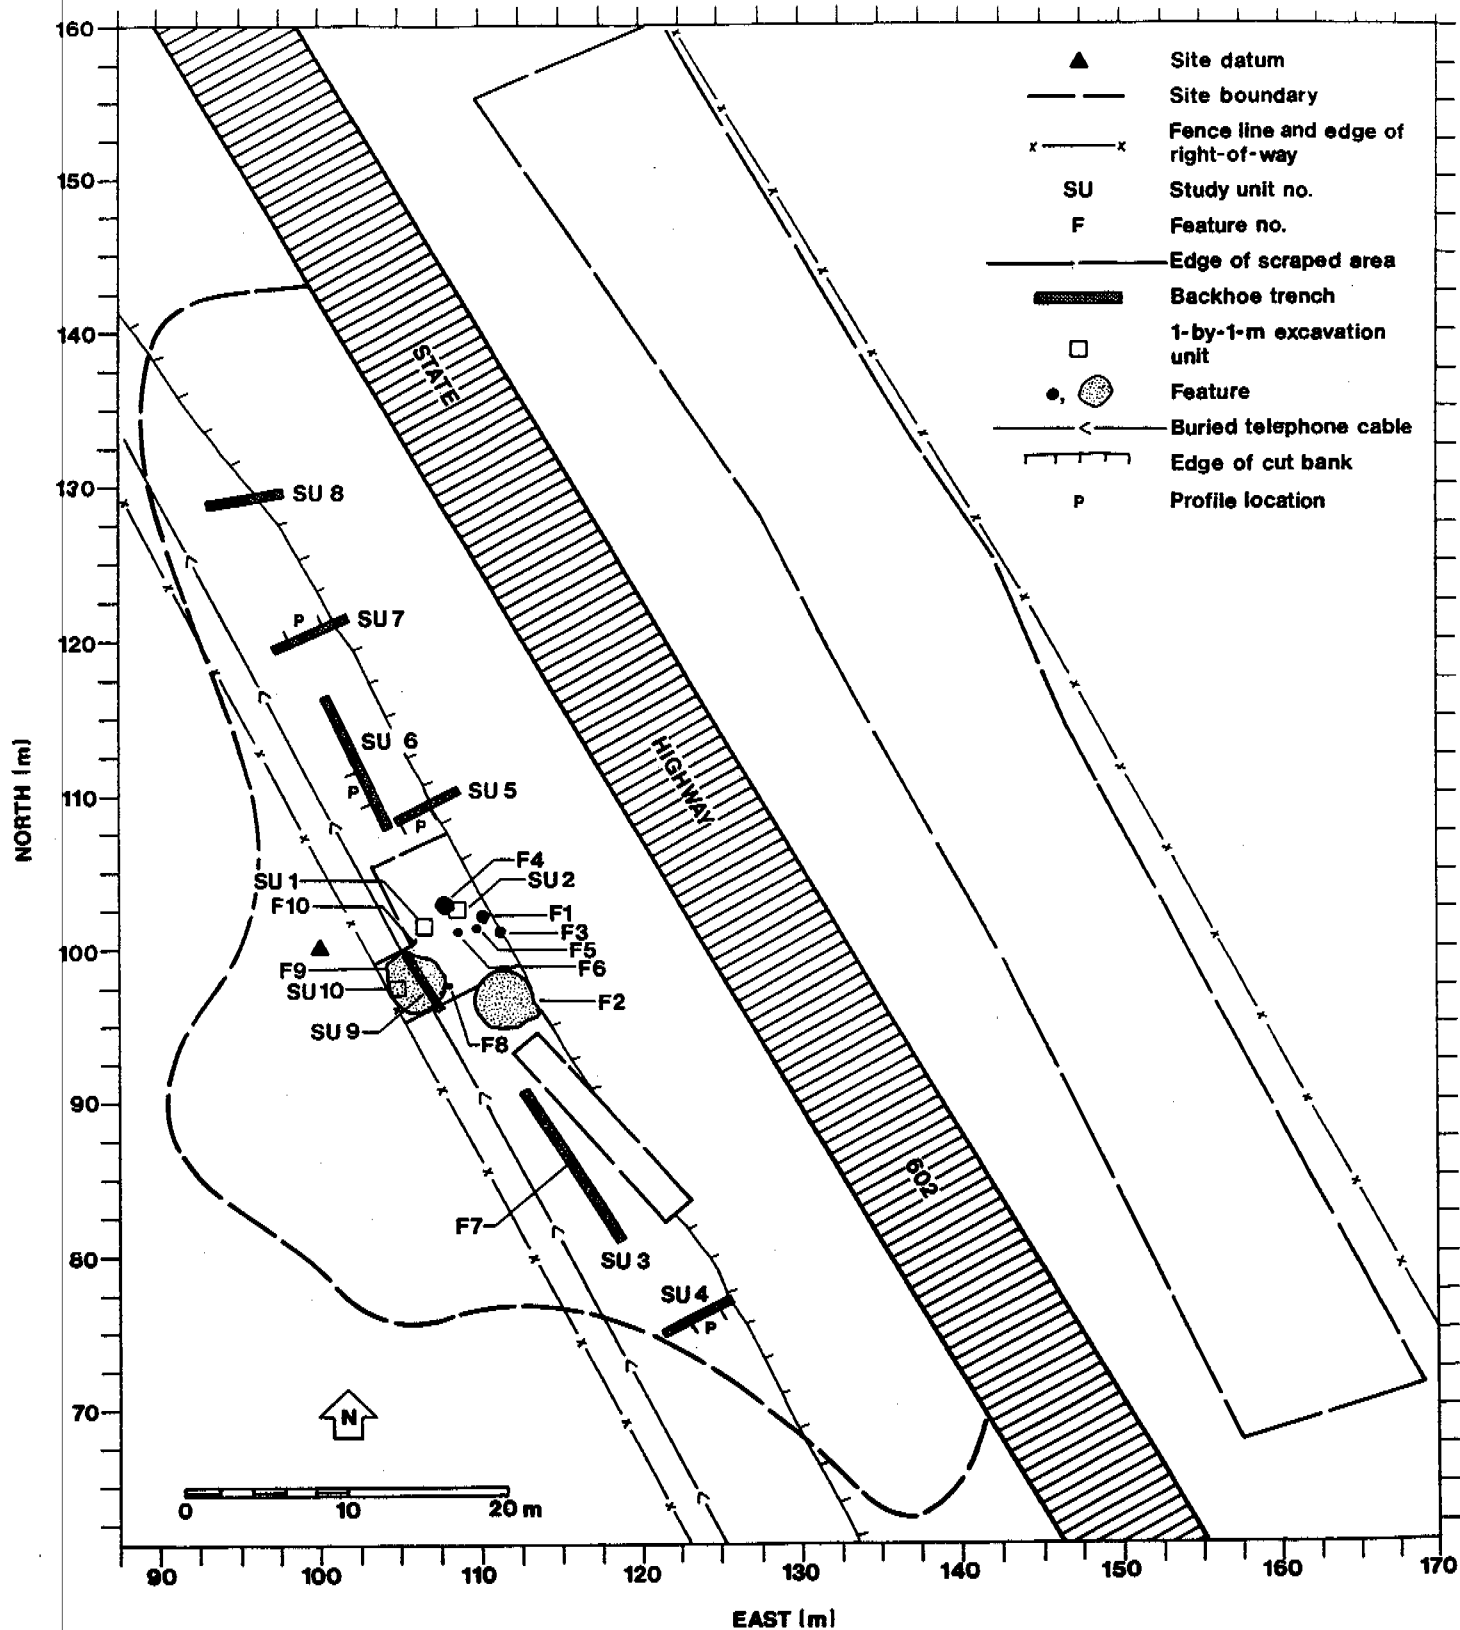 160
150
140
130
120
110
100
90
80
70
NORTH (m)
Site datum
Site boundary
Fence line and edge of
right-of-way
SU
Study unit no.
F
Feature no.
Edge of scraped area
Backhoe trench
1-by-1-m excavation
unit
Feature
Buried telephone cable
Edge of cut bank
P
Profile location
STATE
HIGHWAY
602
SU 8
P
SU 7
SU 6
P
SU 5
P
F4
SU 1
SU 2
F10
F1
F3
F5
F6
F9
SU 10
F2
SU 9
F8
F7
SU 3
SU 4
P
N
0
10
20 m
90
100
110
120
130
140
150
160
170
EAST (m)